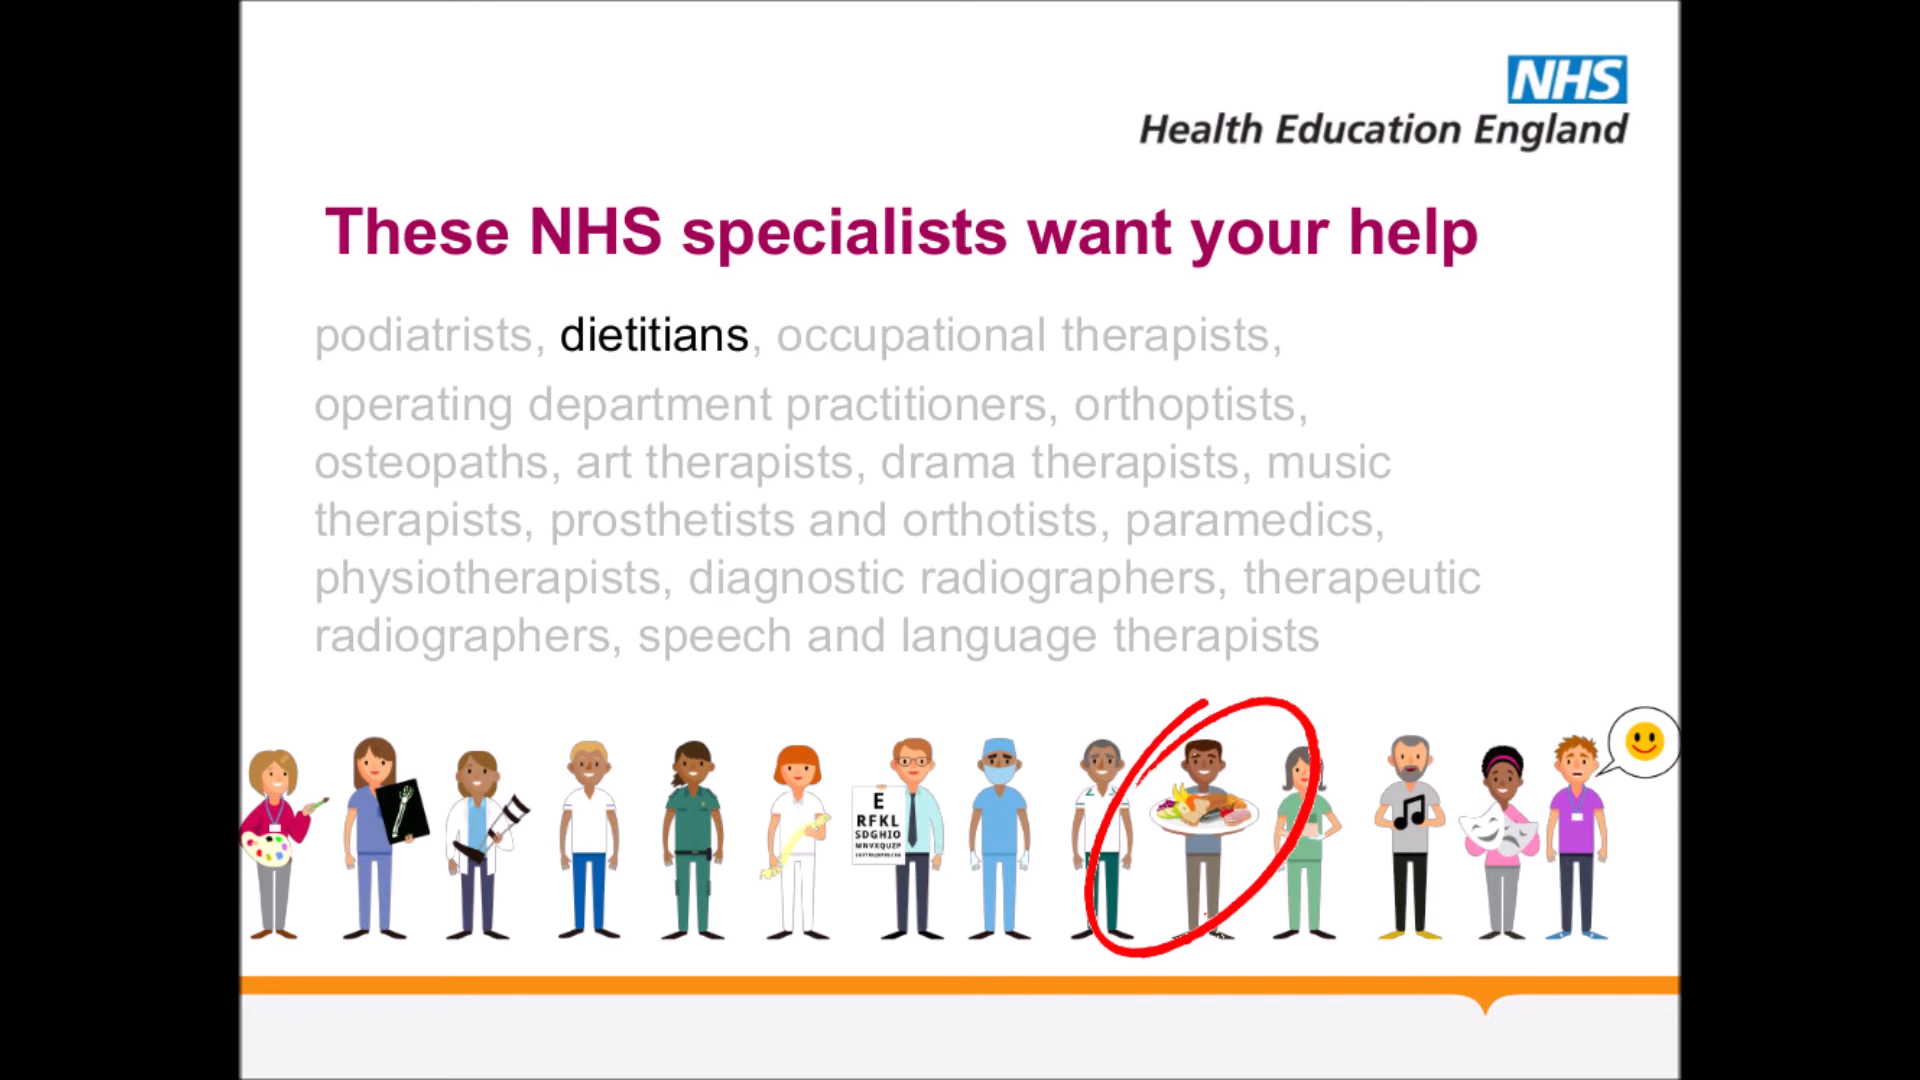 NHS
Health Education England
These NHS specialists want your help
podiatrists, dietitians, occupational therapists,
operating department practitioners, orthoptists,
osteopaths, art therapists, drama therapists, music
therapists, prosthetists and orthotists, paramedics,
physiotherapists, diagnostic radiographers, therapeutic
radiographers, speech and language therapists
E
RFKL
SDGHIO
MNVXQUZP